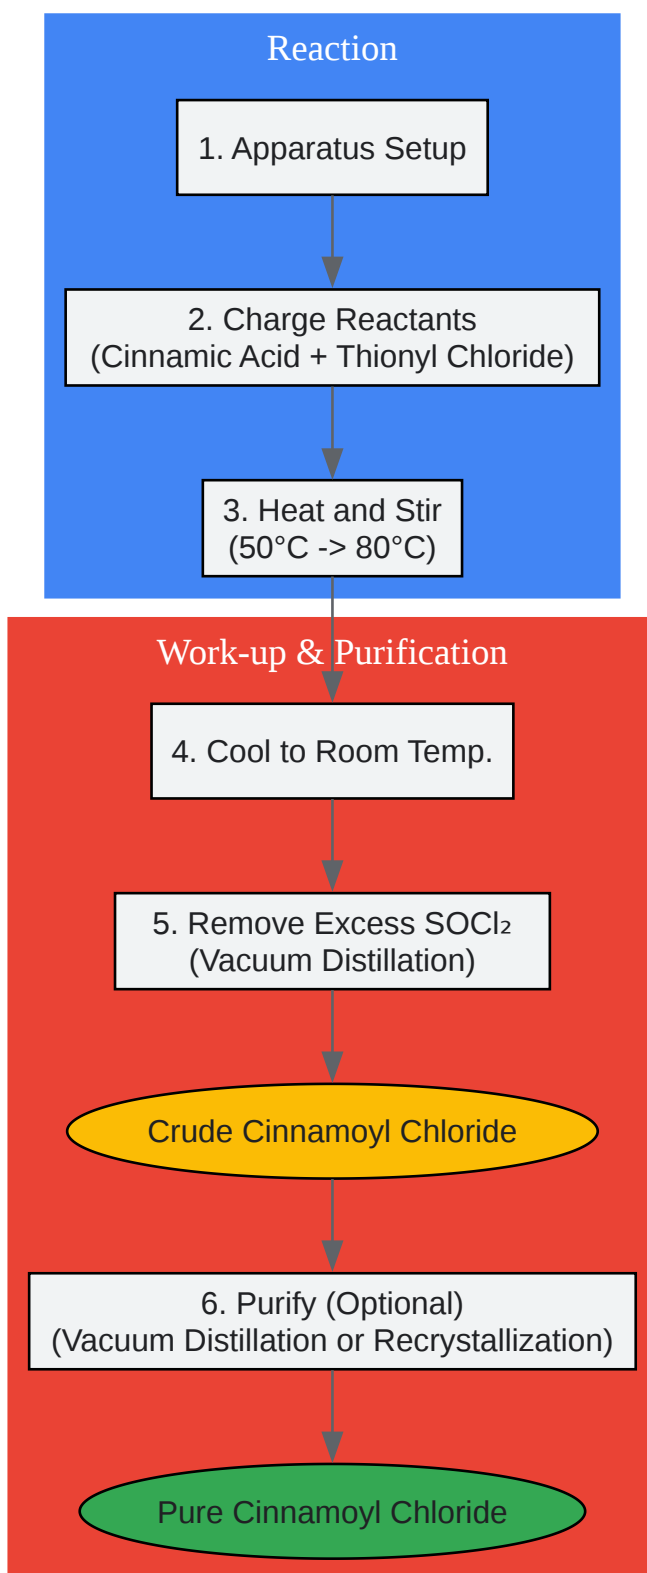 Reaction
1. Apparatus Setup
2. Charge Reactants
(Cinnamic Acid + Thionyl Chloride)
3. Heat and Stir
(50°C -> 80°C)
Work-up & Purification
4. Cool to Room Temp.
5. Remove Excess SOCl₂
(Vacuum Distillation)
Crude Cinnamoyl Chloride
6. Purify (Optional)
(Vacuum Distillation or Recrystallization)
Pure Cinnamoyl Chloride